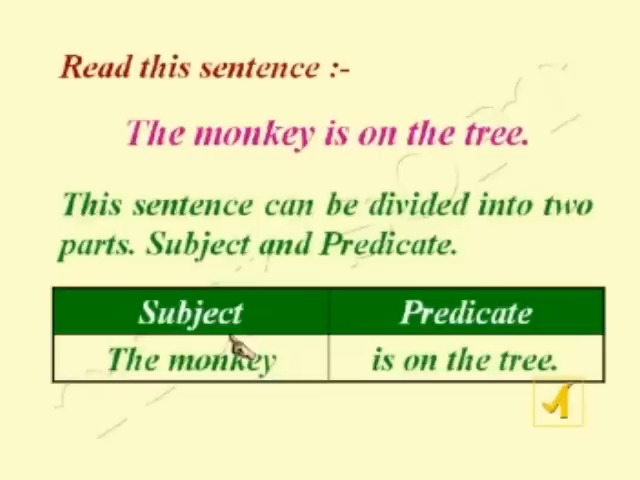 Read this sentence :-
The monkey is on the tree.
This sentence can be divided into two
parts. Subject and Predicate.
Subject Predicate
The monkey is on the tree.